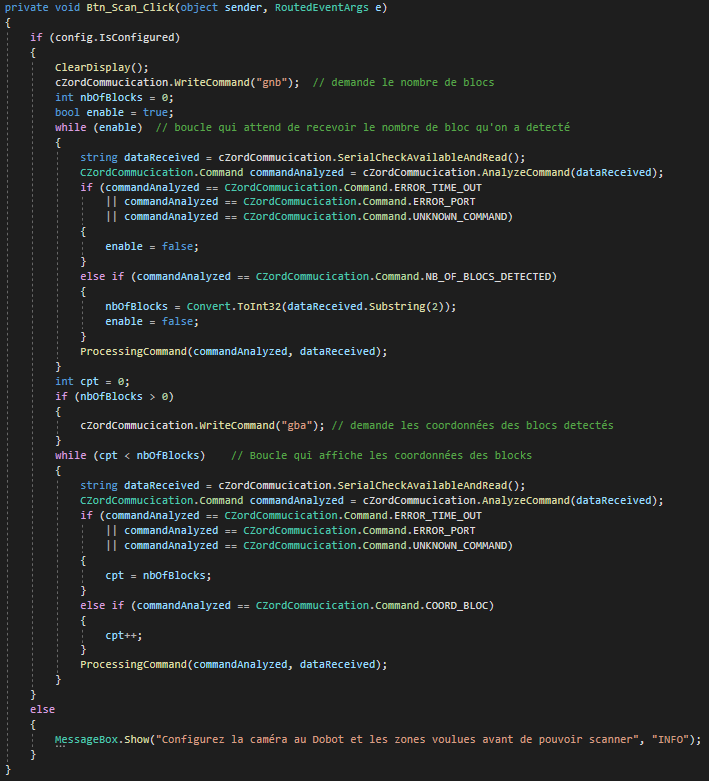 private void Btn_Scan_Click(object sender, RoutedEventArgs e)
{
if (config.IsConfigured)
{
ClearDisplay();
cZordCommucication.WriteCommand("gnb");  // demande le nombre de blocs
int nbOfBlocks = 0;
bool enable = true;
while (enable)  // boucle qui attend de recevoir le nombre de bloc qu'on a detecté
{
string dataReceived = cZordCommucication.SerialCheckAvailableAndRead();
CZordCommucication.Command commandAnalyzed = cZordCommucication.AnalyzeCommand(dataReceived);
if (commandAnalyzed == CZordCommucication.Command.ERROR_TIME_OUT
|| commandAnalyzed == CZordCommucication.Command.ERROR_PORT
|| commandAnalyzed == CZordCommucication.Command.UNKNOWN_COMMAND)
{
enable = false;
}
else if (commandAnalyzed == CZordCommucication.Command.NB_OF_BLOCS_DETECTED)
{
nbOfBlocks = Convert.ToInt32(dataReceived.Substring(2));
enable = false;
}
ProcessingCommand(commandAnalyzed, dataReceived);
}
int cpt = 0;
if (nbOfBlocks > 0)
{
cZordCommucication.WriteCommand("gba"); // demande les coordonnées des blocs detectés
}
while (cpt < nbOfBlocks)    // Boucle qui affiche les coordonnées des blocks
{
string dataReceived = cZordCommucication.SerialCheckAvailableAndRead();
CZordCommucication.Command commandAnalyzed = cZordCommucication.AnalyzeCommand(dataReceived);
if (commandAnalyzed == CZordCommucication.Command.ERROR_TIME_OUT
|| commandAnalyzed == CZordCommucication.Command.ERROR_PORT
|| commandAnalyzed == CZordCommucication.Command.UNKNOWN_COMMAND)
{
cpt = nbOfBlocks;
}
else if (commandAnalyzed == CZordCommucication.Command.COORD_BLOC)
{
cpt++;
}
ProcessingCommand(commandAnalyzed, dataReceived);
}
}
else
{
MessageBox.Show("Configurez la caméra au Dobot et les zones voulues avant de pouvoir scanner", "INFO");
}
}